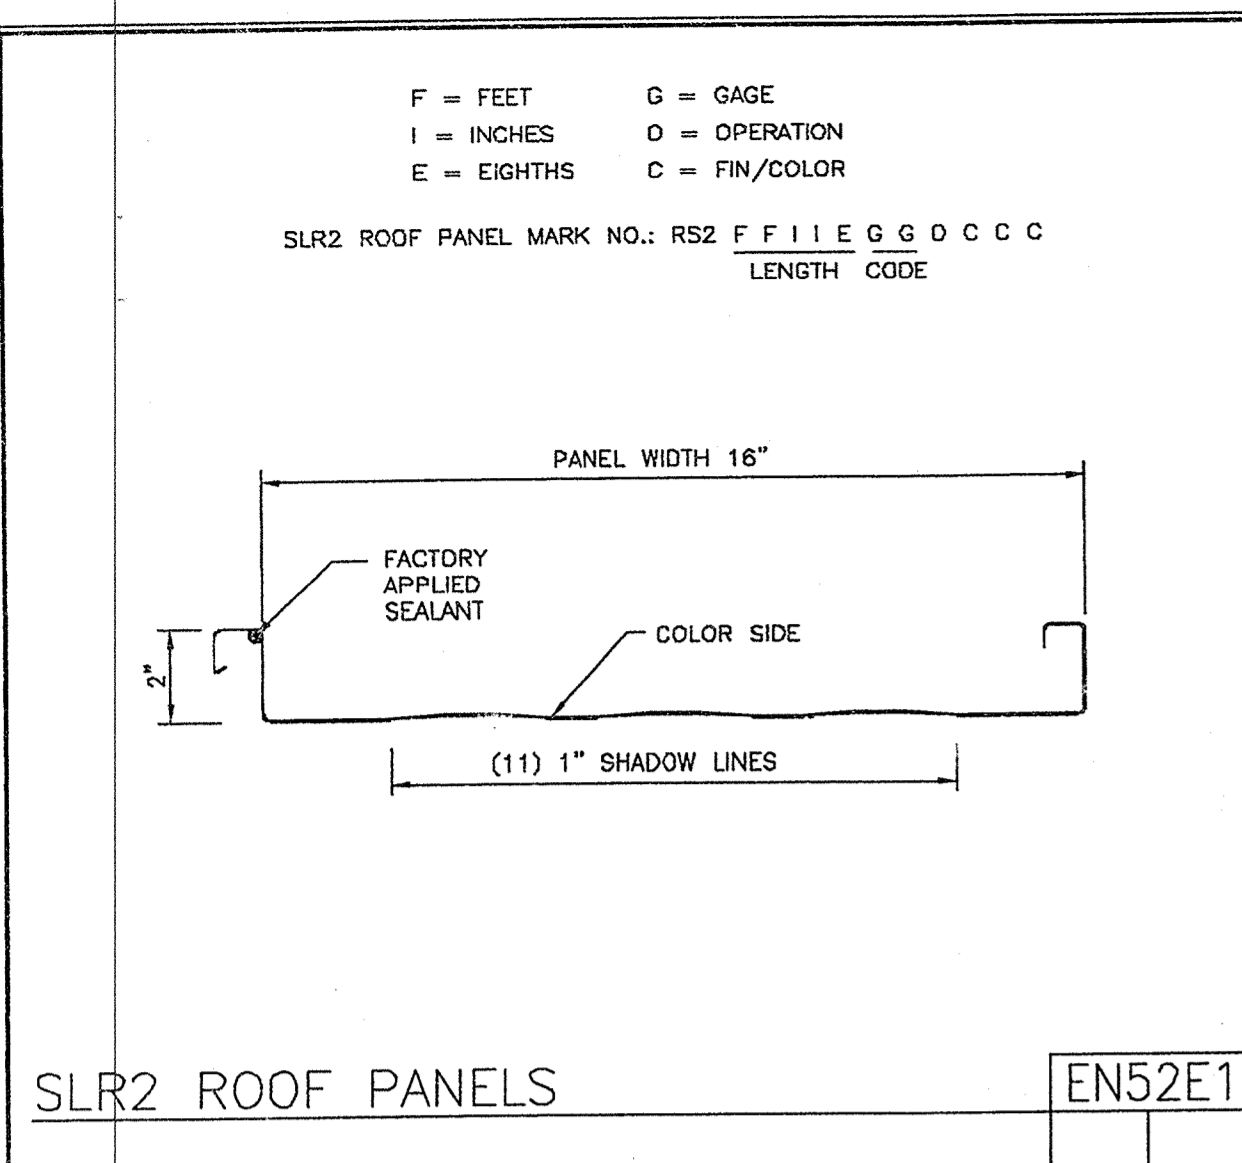 F = FEET G = GAGE
I = INCHES O = OPERATION
E = EIGHTHS C = FIN/COLOR
SLR2 ROOF PANEL MARK NO.: RS2 F F I I E G G O C C C
LENGTH CODE
PANEL WIDTH 16"
FACTORY
APPLIED
SEALANT
COLOR SIDE
2"
(11) 1" SHADOW LINES
SLR2 ROOF PANELS
EN52E1